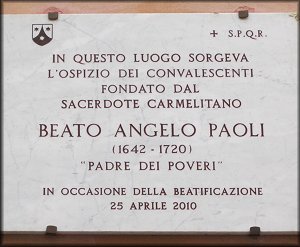 + S.P.Q.R.
IN QUESTO LUOGO SORGEVA
L'OSPIZIO DEI CONVALESCENTI
FONDATO DAL
SACERDOTE CARMELITANO
BEATO ANGELO PAOLI
(1642 - 1720)
"PADRE DEI POVERI"
IN OCCASIONE DELLA BEATIFICAZIONE
25 APRILE 2010